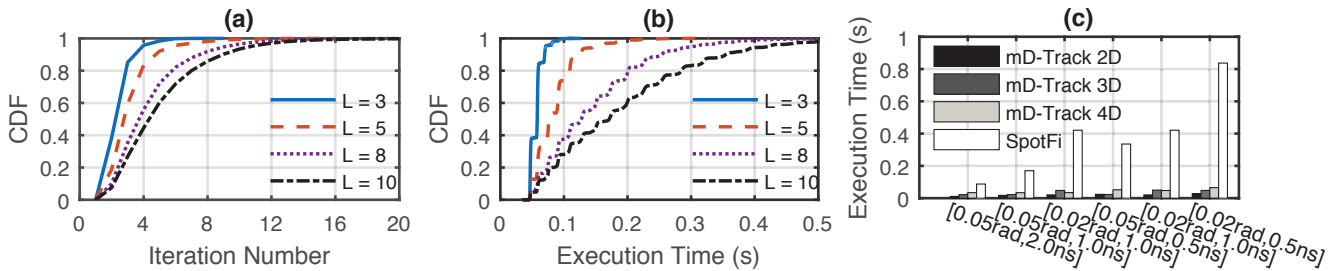 (a)
CDF
1
0.8
0.6
0.4
0.2
0
0
4
8
12
16
20
Iteration Number
L = 3
L = 5
L = 8
L = 10
(b)
CDF
1
0.8
0.6
0.4
0.2
0
0
0.1
0.2
0.3
0.4
0.5
Execution Time (s)
L = 3
L = 5
L = 8
L = 10
(c)
Execution Time (s)
1
0.8
0.6
0.4
0.2
0
mD-Track 2D
mD-Track 3D
mD-Track 4D
SpotFi
[0.05rad,2.0ns]
[0.05rad,1.0ns]
[0.02rad,1.0ns]
[0.05rad,0.5ns]
[0.02rad,1.0ns]
[0.02rad,0.5ns]